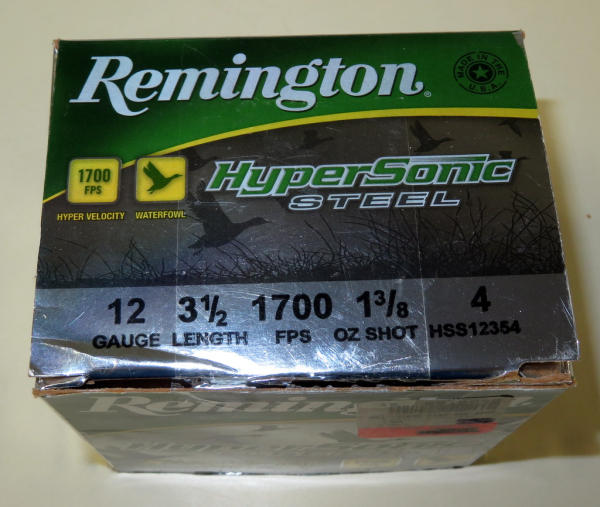 Remington®
MADE IN THE U.S.A.
1700
FPS
HYPER VELOCITY
WATERFOWL
HyperSonic
STEEL
12 3½ 1700 1⅜ 4
GAUGE LENGTH FPS OZ SHOT HSS12354
Remington